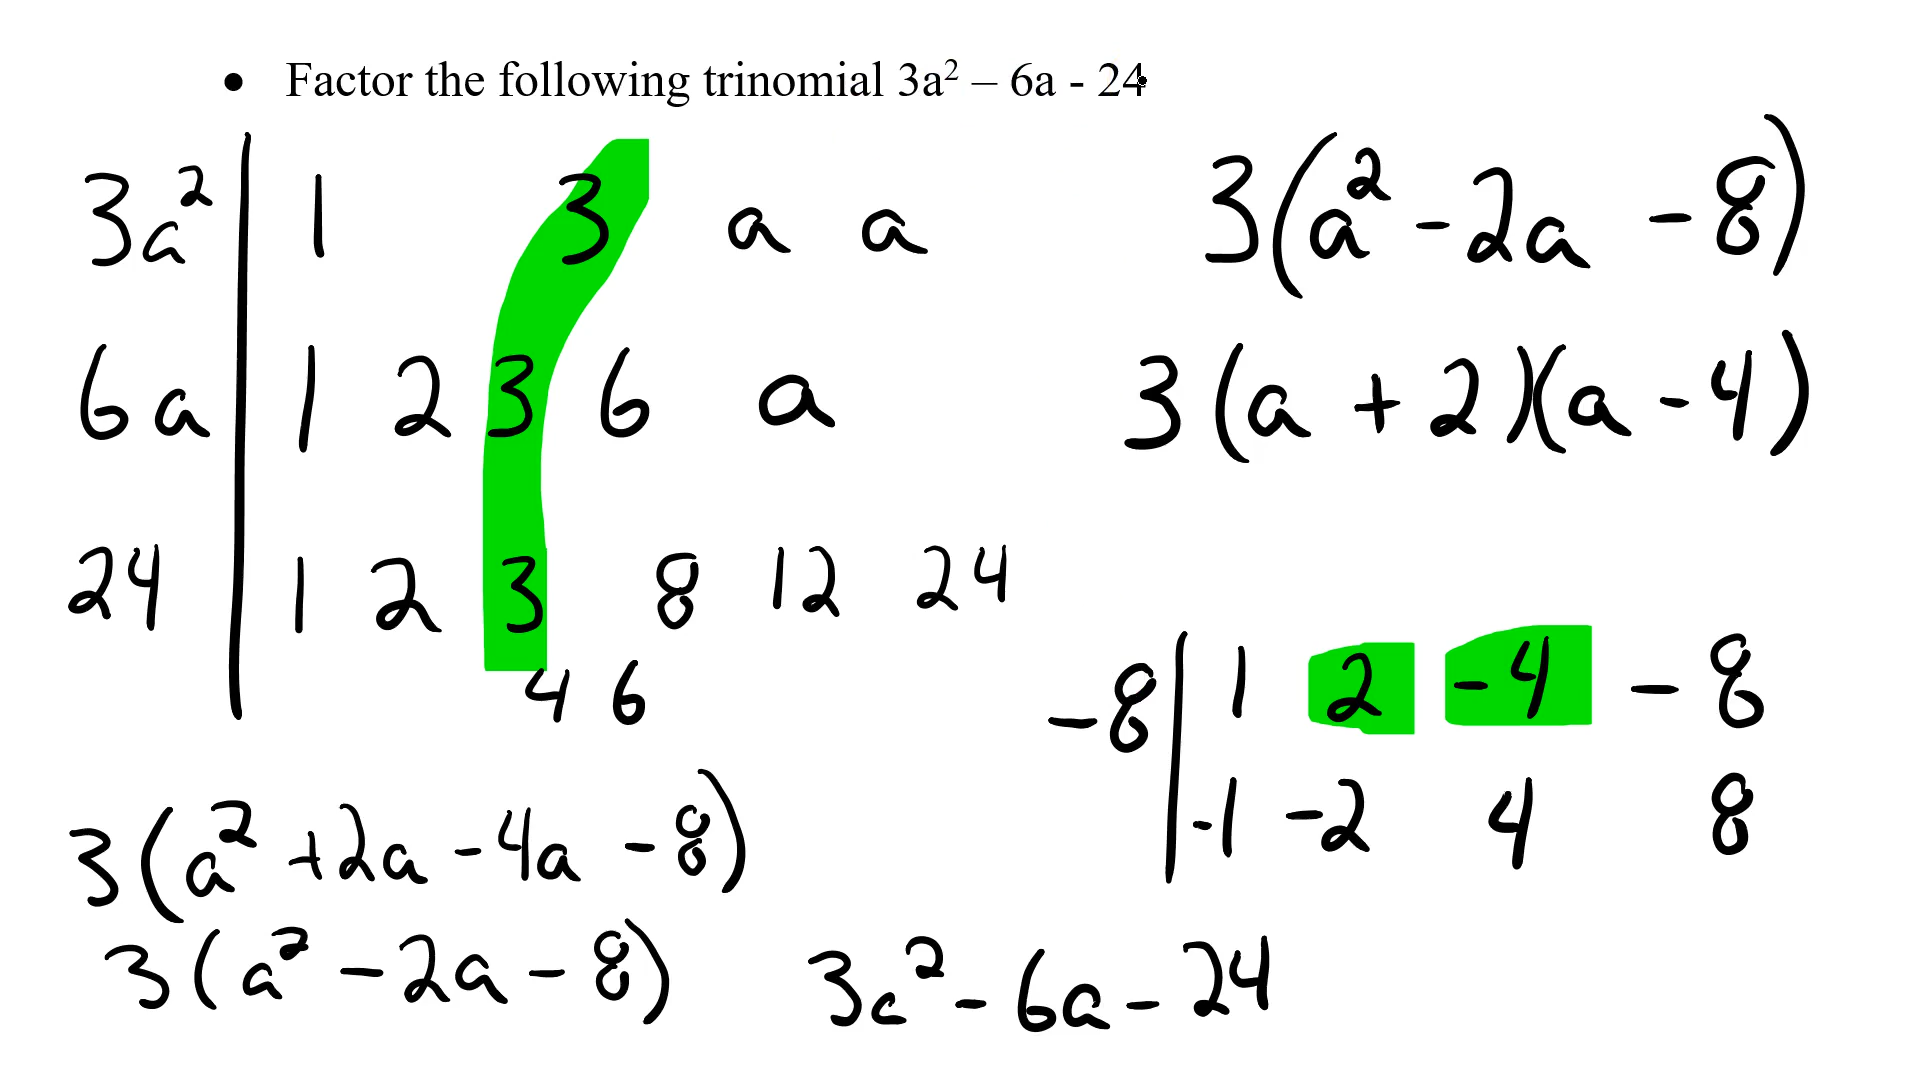 • Factor the following trinomial 3a² – 6a - 24
3a² | 1 3 a a
3(a² - 2a - 8)
6a | 1 2 3 6 a
3(a + 2)(a - 4)
24 | 1 2 3 8 12 24
4 6
-8 | 1 2 -4 -8
-1 -2 4 8
3(a² + 2a - 4a - 8)
3(a² - 2a - 8)
3a² - 6a - 24